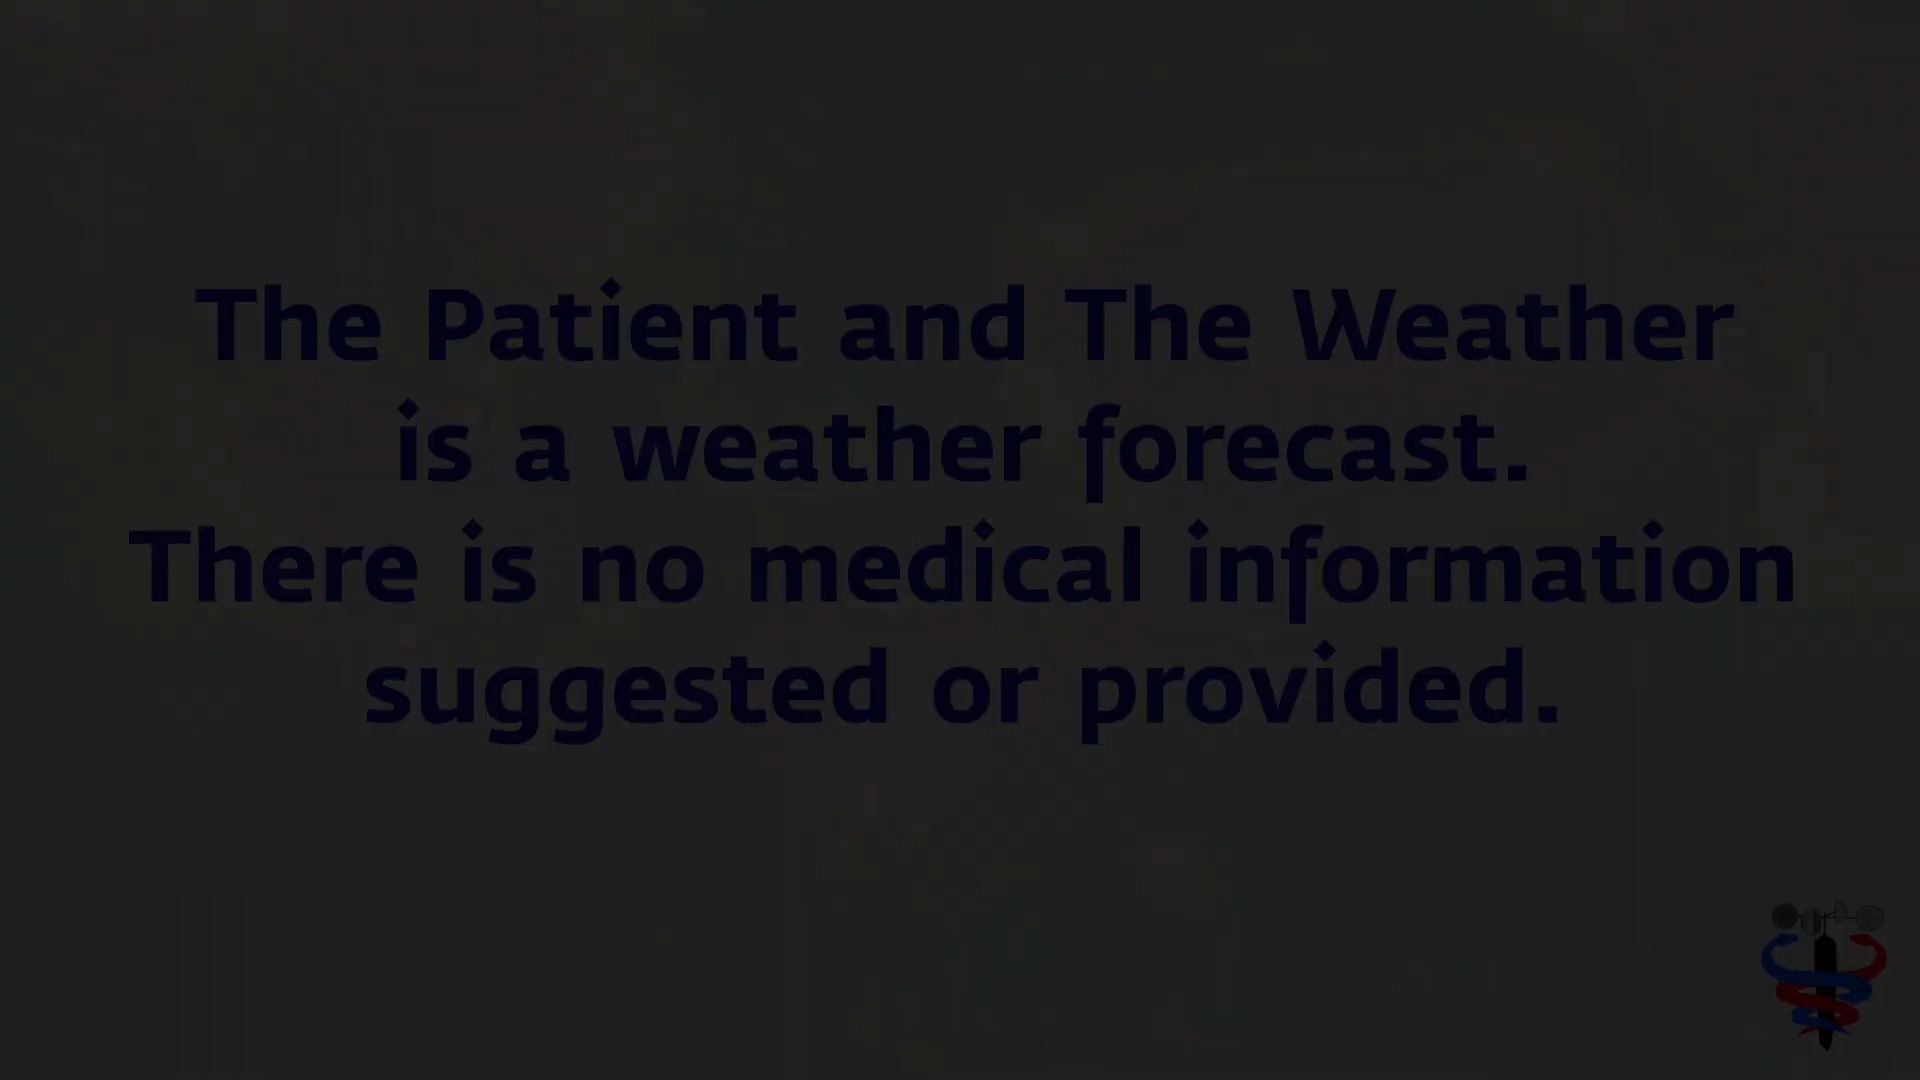 The Patient and The Weather
is a weather forecast.
There is no medical information
suggested or provided.